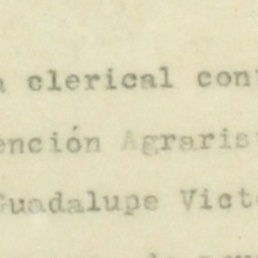 a clerical con
ención Agraris
Guadalupe Vict